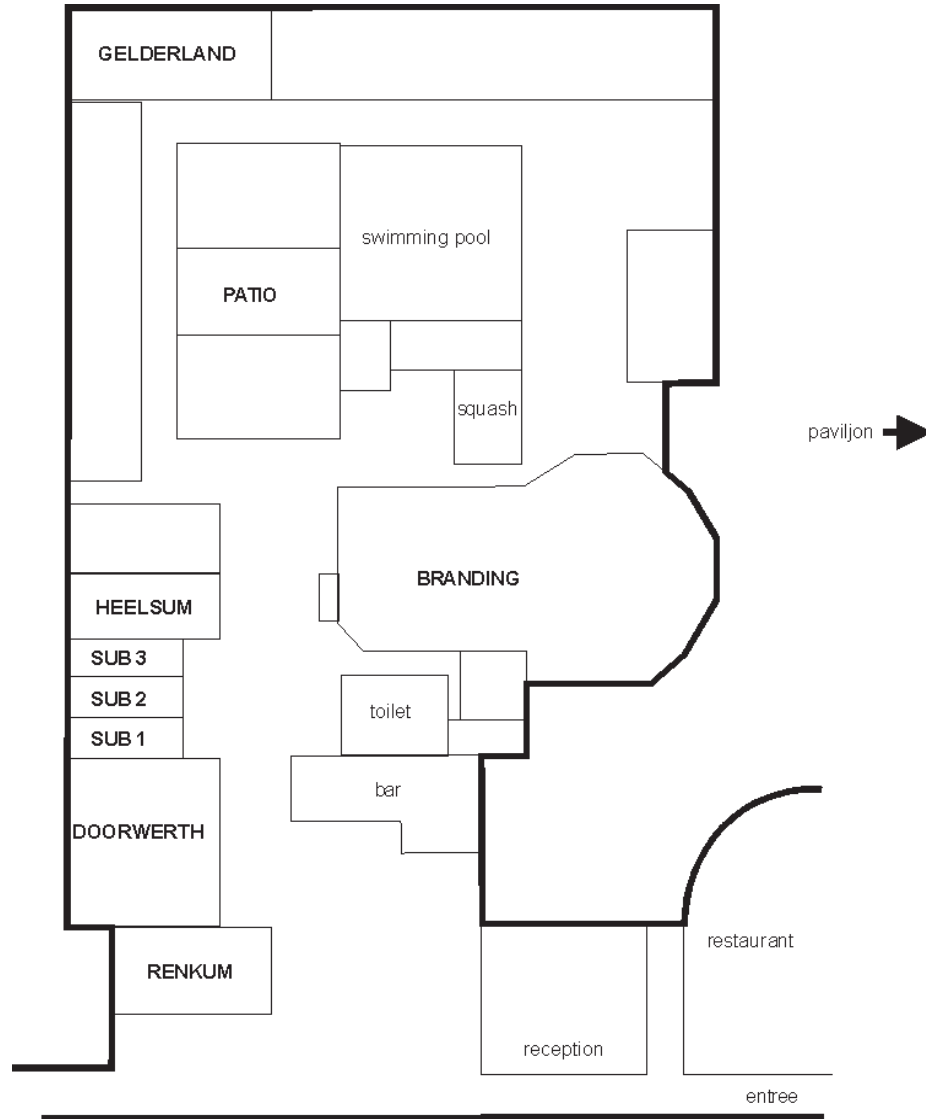 GELDERLAND
swimming pool
PATIO
squash
paviljon
BRANDING
HEELSUM
SUB 3
SUB 2
toilet
SUB 1
bar
DOORWERTH
restaurant
RENKUM
reception
entree